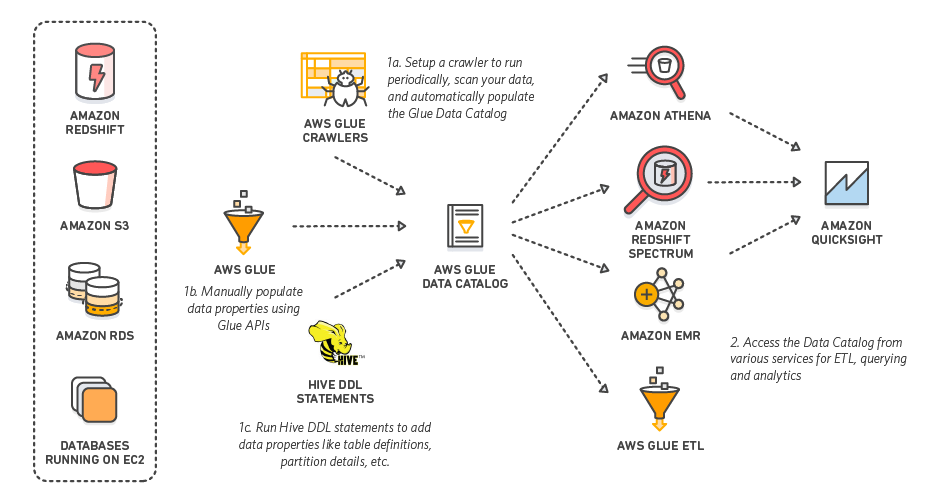 AMAZON
REDSHIFT
AMAZON S3
AMAZON RDS
DATABASES
RUNNING ON EC2
AWS GLUE
CRAWLERS
1a. Setup a crawler to run
periodically, scan your data,
and automatically populate
the Glue Data Catalog
AWS GLUE
1b. Manually populate
data properties using
Glue APIs
HIVE™
HIVE DDL
STATEMENTS
1c. Run Hive DDL statements to add
data properties like table definitions,
partition details, etc.
AWS GLUE
DATA CATALOG
AMAZON ATHENA
AMAZON
REDSHIFT
SPECTRUM
AMAZON EMR
AWS GLUE ETL
AMAZON
QUICKSIGHT
2. Access the Data Catalog from
various services for ETL, querying
and analytics